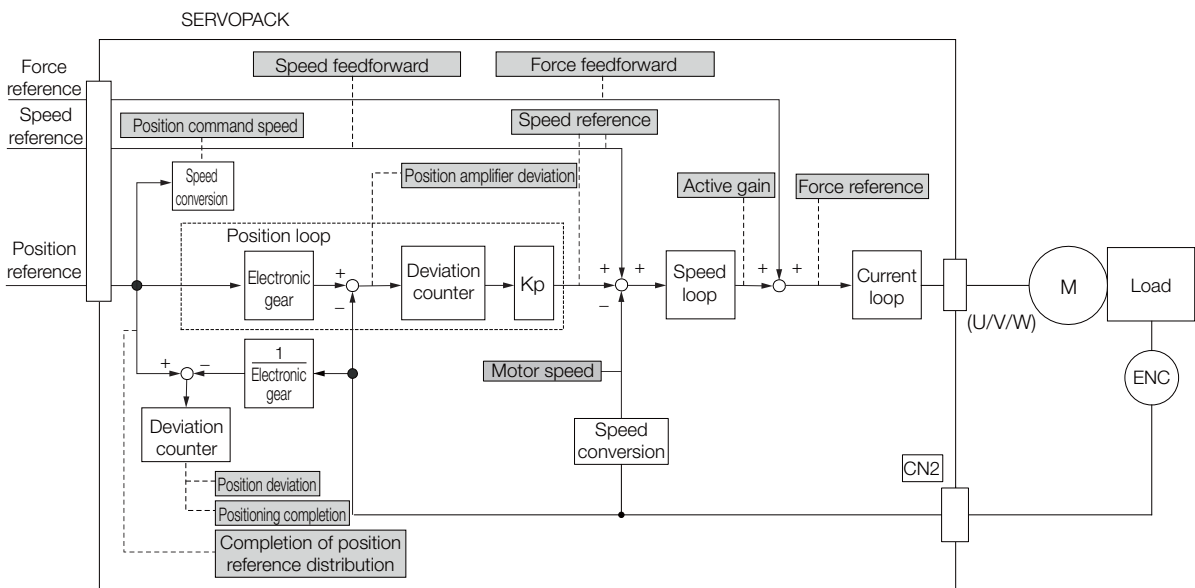 SERVOPACK
Force
reference
Speed
reference
Position
reference
Speed feedforward
Force feedforward
Position command speed
Speed reference
Speed
conversion
Position amplifier deviation
Active gain
Force reference
Position loop
Electronic
gear
+
−
Deviation
counter
Kp
+
+
−
Speed
loop
+
+
Current
loop
(U/V/W)
M
Load
ENC
+
−
1
Electronic
gear
Motor speed
Deviation
counter
Speed
conversion
CN2
Position deviation
Positioning completion
Completion of position
reference distribution